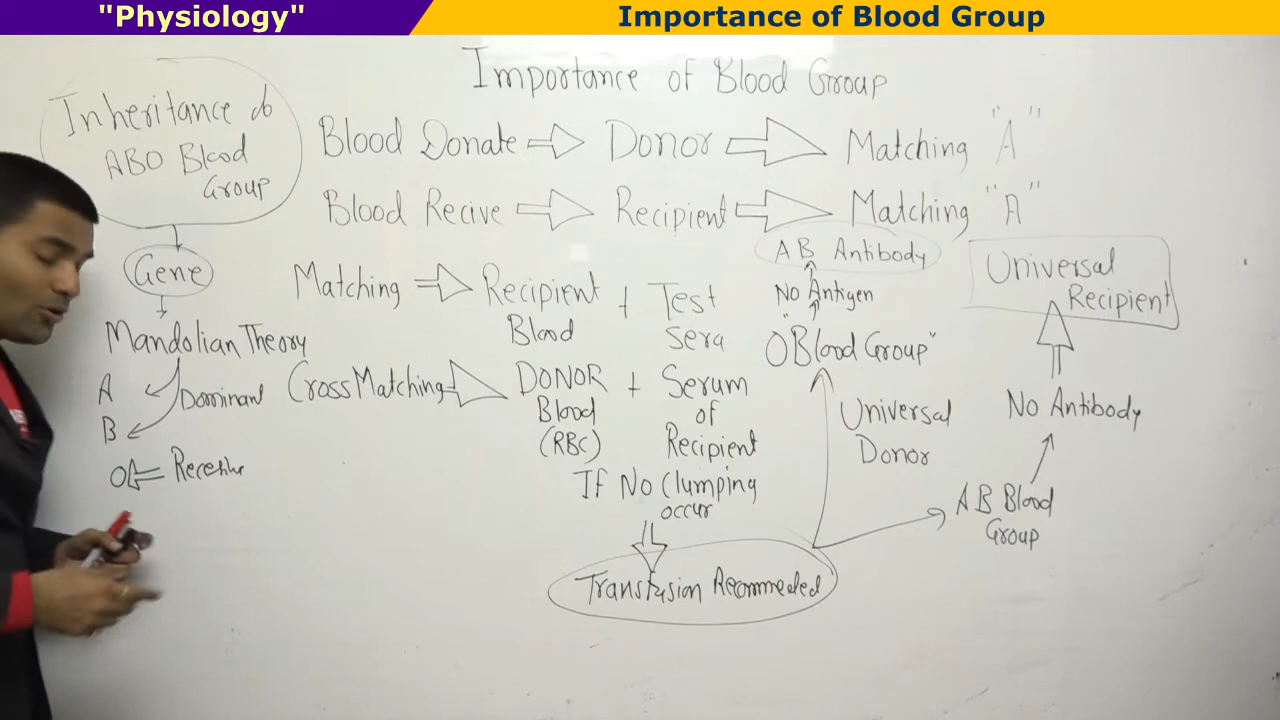 "Physiology"
Importance of Blood Group
Importance of Blood Group
Inheritance of
ABO Blood
Group
Gene
Mandolian Theory
A
B
Dominant
O
Blood Donate Donor Matching "A"
Blood Recive Recipient Matching "A"
Matching Recipient + Test
Blood Sera
Cross Matching DONOR + Serum
Blood of
(RBC) Recipient
If No Clumping
occur
Transfusion
AB Antibody
No Antigen
"O Blood Group"
Universal
Donor
Universal
Recipient
No Antibody
AB Blood
Group